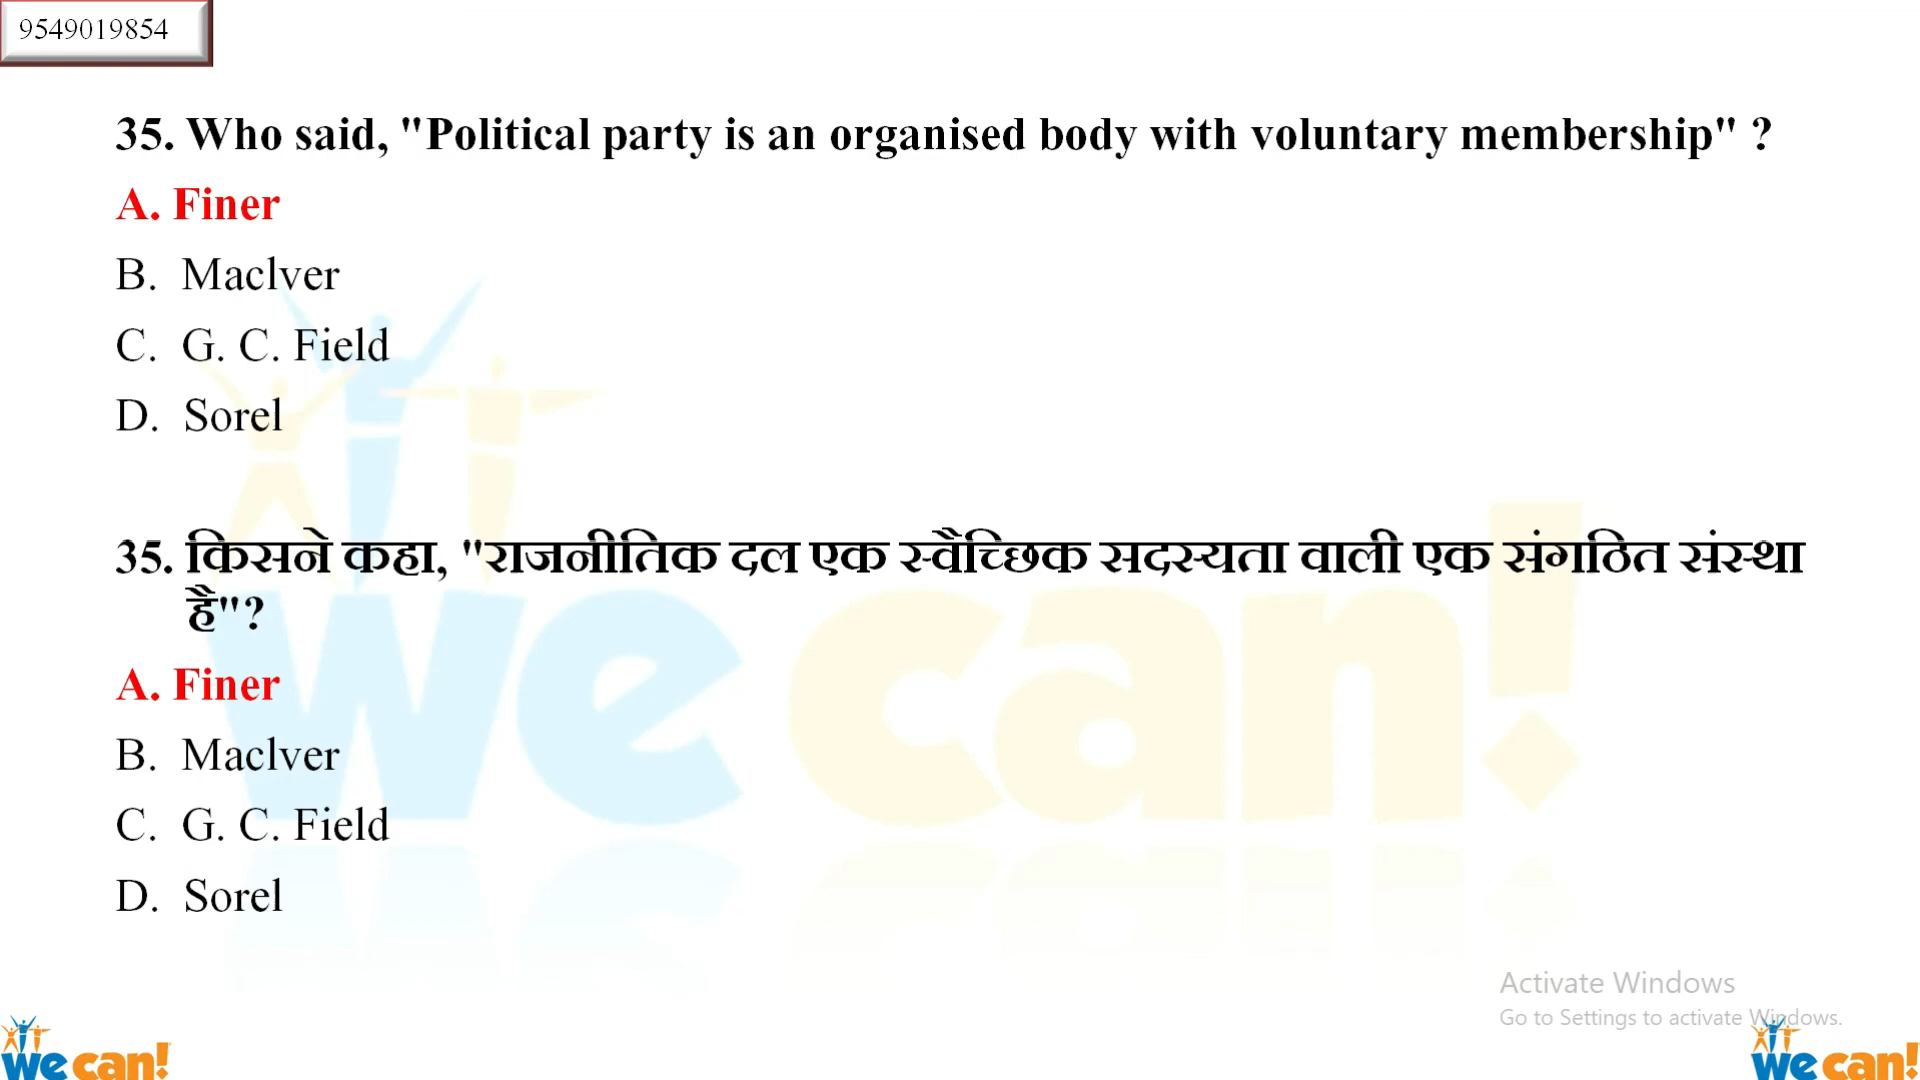 9549019854
35. Who said, "Political party is an organised body with voluntary membership" ?
A. Finer
B. Maclver
C. G. C. Field
D. Sorel
35. किसने कहा, "राजनीतिक दल एक स्वैच्छिक सदस्यता वाली एक संगठित संस्था
है"?
A. Finer
B. Maclver
C. G. C. Field
D. Sorel
we can!
Activate Windows
Go to Settings to activate Windows.
we can!
we can!